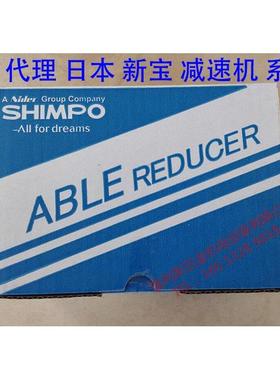 代理 日本 新宝 减速机 系
A Nidec Group Company
SHIMPO
-All for dreams
ABLE REDUCER